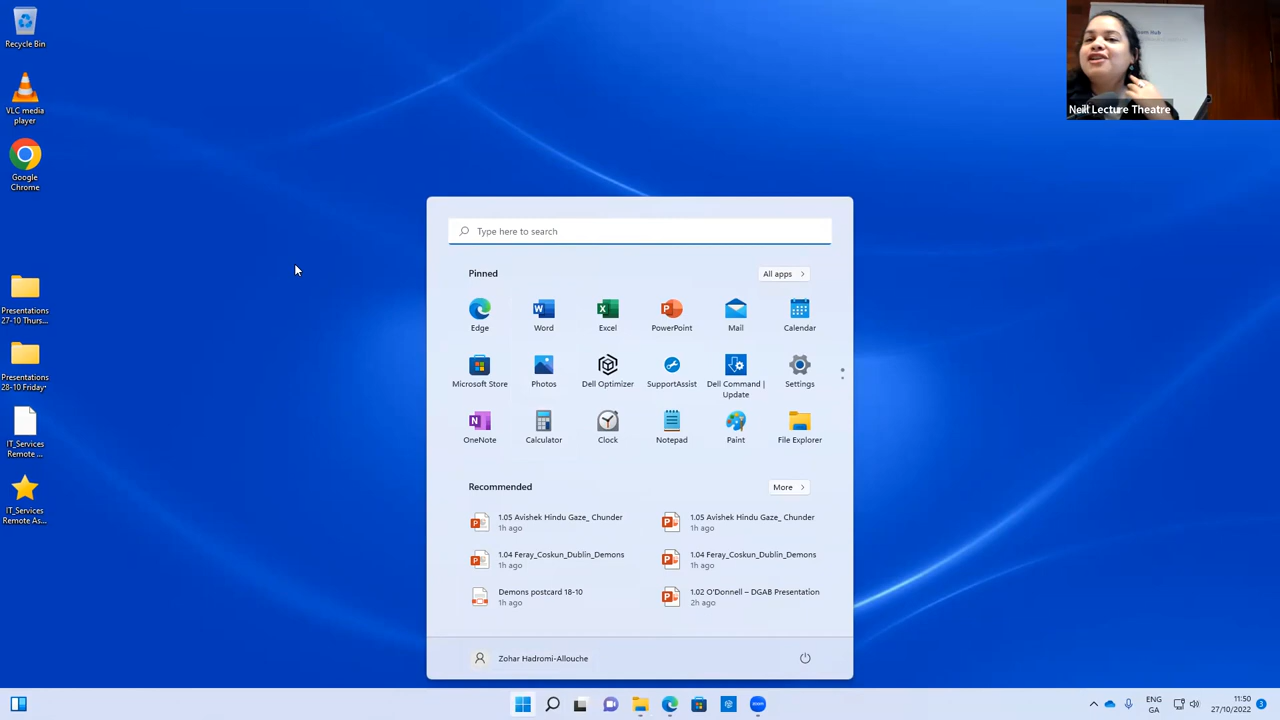 Recycle Bin
VLC media
player
Google
Chrome
Presentations
27-10 Thurs...
Presentations
28-10 Friday
IT_Services
Remote ...
IT_Services
Remote As...
Neill Lecture Theatre
Type here to search
Pinned
All apps
Edge
Word
Excel
PowerPoint
Mail
Calendar
Microsoft Store
Photos
Dell Optimizer
SupportAssist
Dell Command |
Update
Settings
OneNote
Calculator
Clock
Notepad
Paint
File Explorer
Recommended
More
1.05 Avishek Hindu Gaze_ Chunder
1h ago
1.05 Avishek Hindu Gaze_ Chunder
1h ago
1.04 Feray_Coskun_Dublin_Demons
1h ago
1.04 Feray_Coskun_Dublin_Demons
1h ago
Demons postcard 18-10
1h ago
1.02 O'Donnell – DGAB Presentation
2h ago
Zohar Hadromi-Allouche
zoom
ENG
GA
11:50
27/10/2022
3